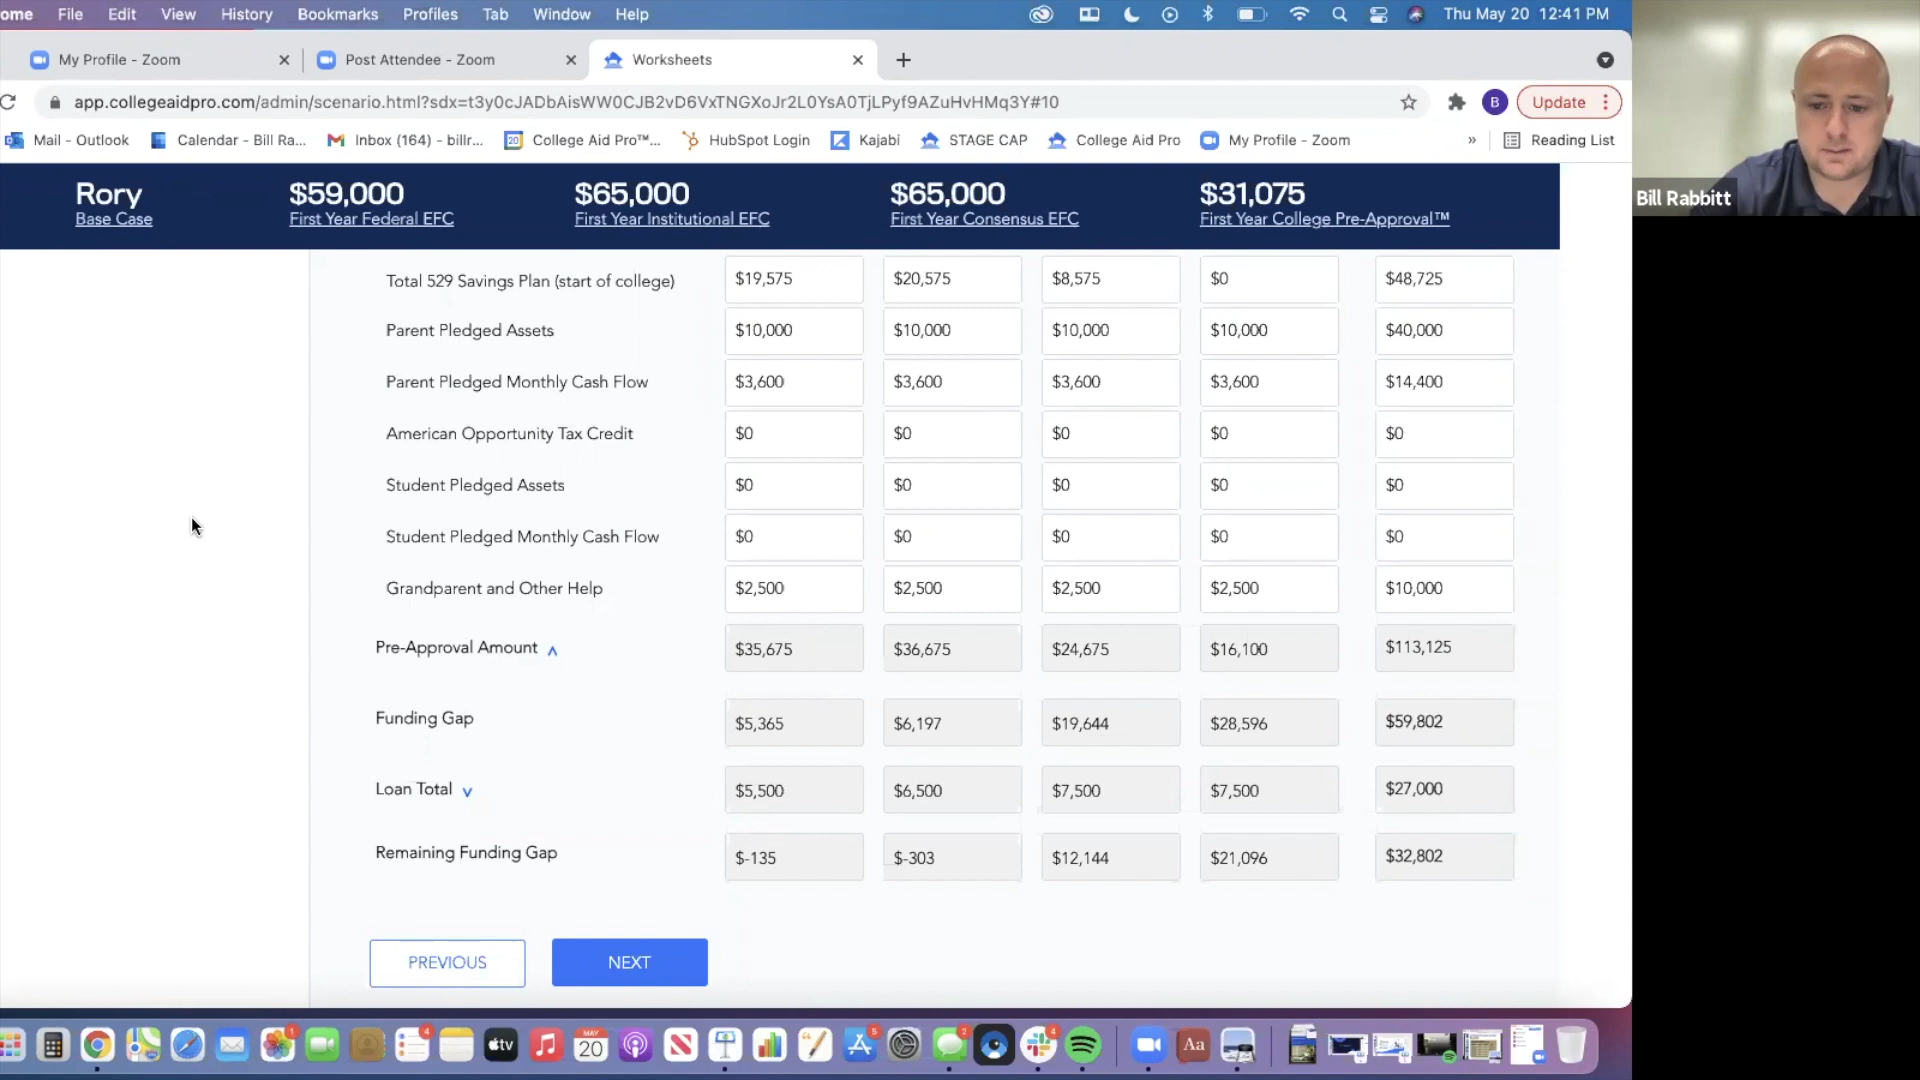 ome File Edit View History Bookmarks Profiles Tab Window Help Thu May 20 12:41 PM
My Profile - Zoom Post Attendee - Zoom Worksheets
app.collegeaidpro.com/admin/scenario.html?sdx=t3y0cJADbAisWW0CJB2vD6VxTNGXoJr2L0YsA0TjLPyf9AZuHvHMq3Y#10 B Update
Mail - Outlook Calendar - Bill Ra... Inbox (164) - billr... 20 College Aid Pro™... HubSpot Login Kajabi STAGE CAP College Aid Pro My Profile - Zoom » Reading List
Rory $59,000 $65,000 $65,000 $31,075
Base Case First Year Federal EFC First Year Institutional EFC First Year Consensus EFC First Year College Pre-Approval™
Bill Rabbitt
Total 529 Savings Plan (start of college) $19,575 $20,575 $8,575 $0 $48,725
Parent Pledged Assets $10,000 $10,000 $10,000 $10,000 $40,000
Parent Pledged Monthly Cash Flow $3,600 $3,600 $3,600 $3,600 $14,400
American Opportunity Tax Credit $0 $0 $0 $0 $0
Student Pledged Assets $0 $0 $0 $0 $0
Student Pledged Monthly Cash Flow $0 $0 $0 $0 $0
Grandparent and Other Help $2,500 $2,500 $2,500 $2,500 $10,000
Pre-Approval Amount $35,675 $36,675 $24,675 $16,100 $113,125
Funding Gap $5,365 $6,197 $19,644 $28,596 $59,802
Loan Total $5,500 $6,500 $7,500 $7,500 $27,000
Remaining Funding Gap $-135 $-303 $12,144 $21,096 $32,802
PREVIOUS NEXT
1 4 tv MAY 20 5 2 4 Aa